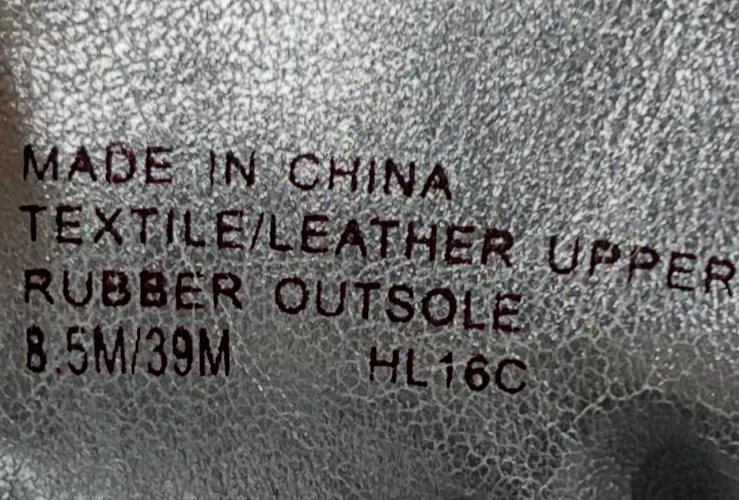 MADE IN CHINA
TEXTILE/LEATHER UPPER
RUBBER OUTSOLE
8.5M/39M HL16C